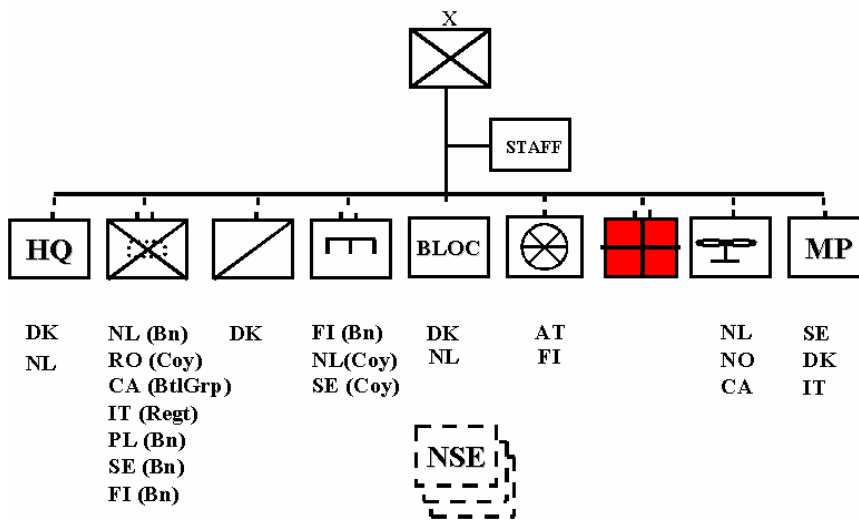 X
STAFF
HQ
BLOC
MP
DK
NL
NL (Bn)
RO (Coy)
CA (BtlGrp)
IT (Regt)
PL (Bn)
SE (Bn)
FI (Bn)
DK
FI (Bn)
NL(Coy)
SE (Coy)
DK
NL
AT
FI
NL
NO
CA
SE
DK
IT
NSE